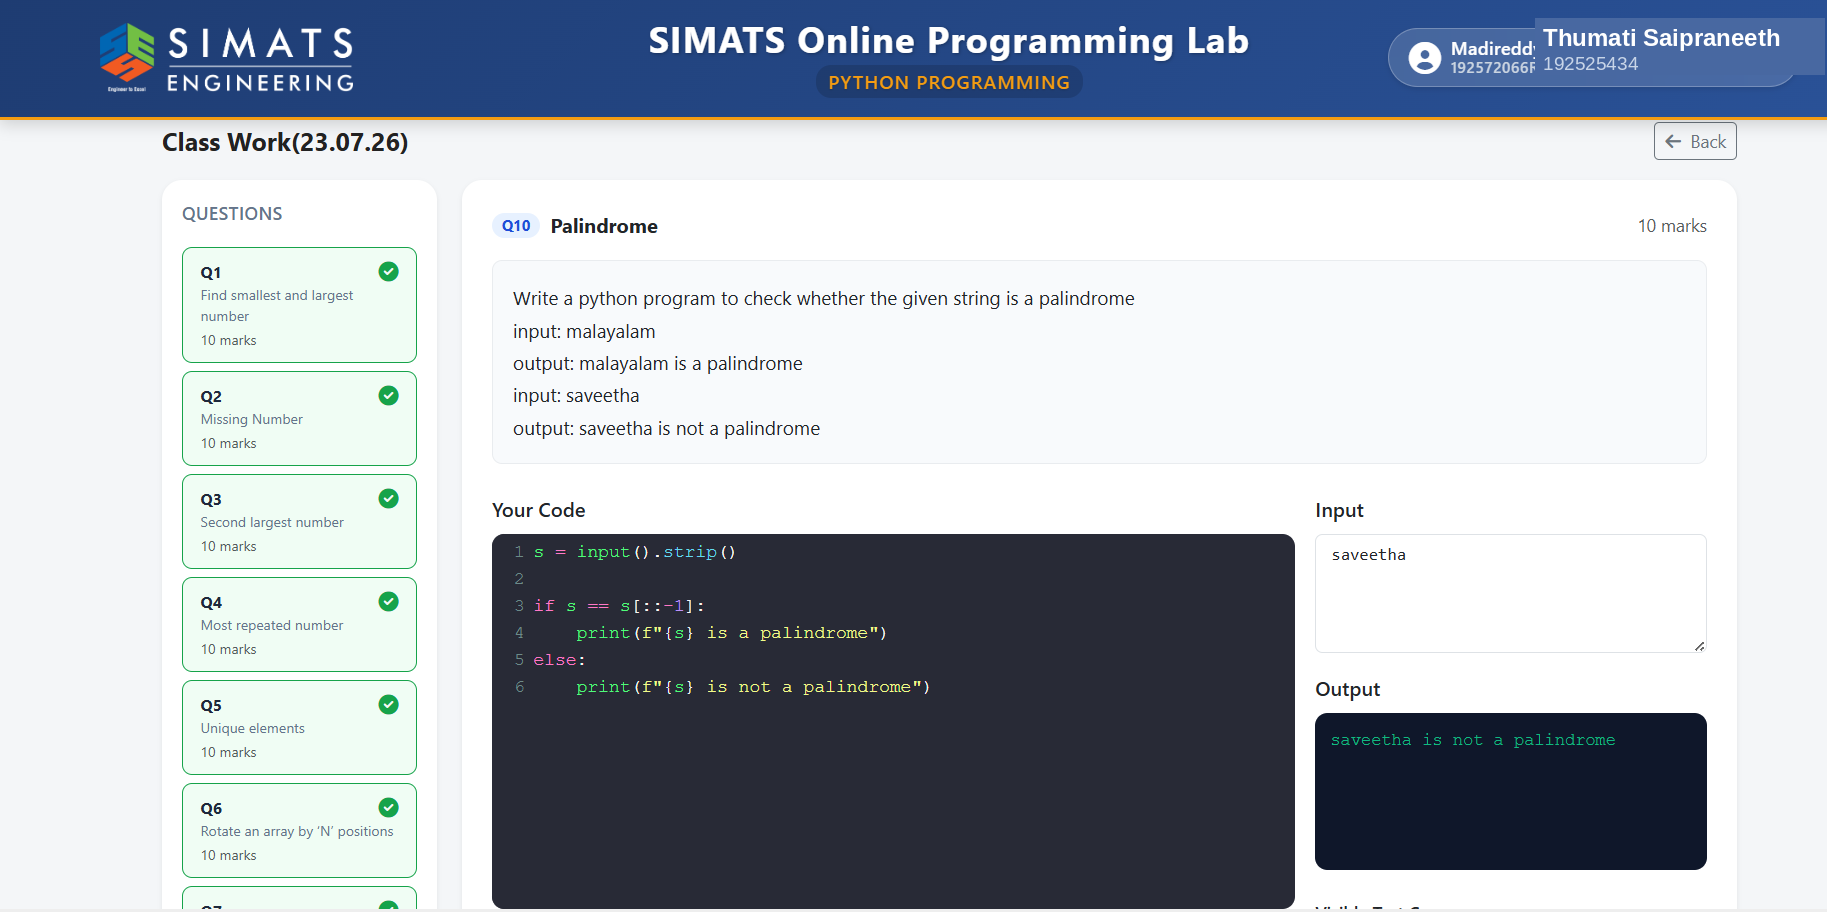 SIMATS
ENGINEERING
Engineer to Excel
SIMATS Online Programming Lab
PYTHON PROGRAMMING
Madiredd
192572066
Thumati Saipraneeth
192525434
Class Work(23.07.26)
Back
QUESTIONS
Q1
Find smallest and largest
number
10 marks
Q2
Missing Number
10 marks
Q3
Second largest number
10 marks
Q4
Most repeated number
10 marks
Q5
Unique elements
10 marks
Q6
Rotate an array by ‘N’ positions
10 marks
Q10 Palindrome
10 marks
Write a python program to check whether the given string is a palindrome
input: malayalam
output: malayalam is a palindrome
input: saveetha
output: saveetha is not a palindrome
Your Code
1 s = input().strip()
2
3 if s == s[::-1]:
4     print(f"{s} is a palindrome")
5 else:
6     print(f"{s} is not a palindrome")
Input
saveetha
Output
saveetha is not a palindrome